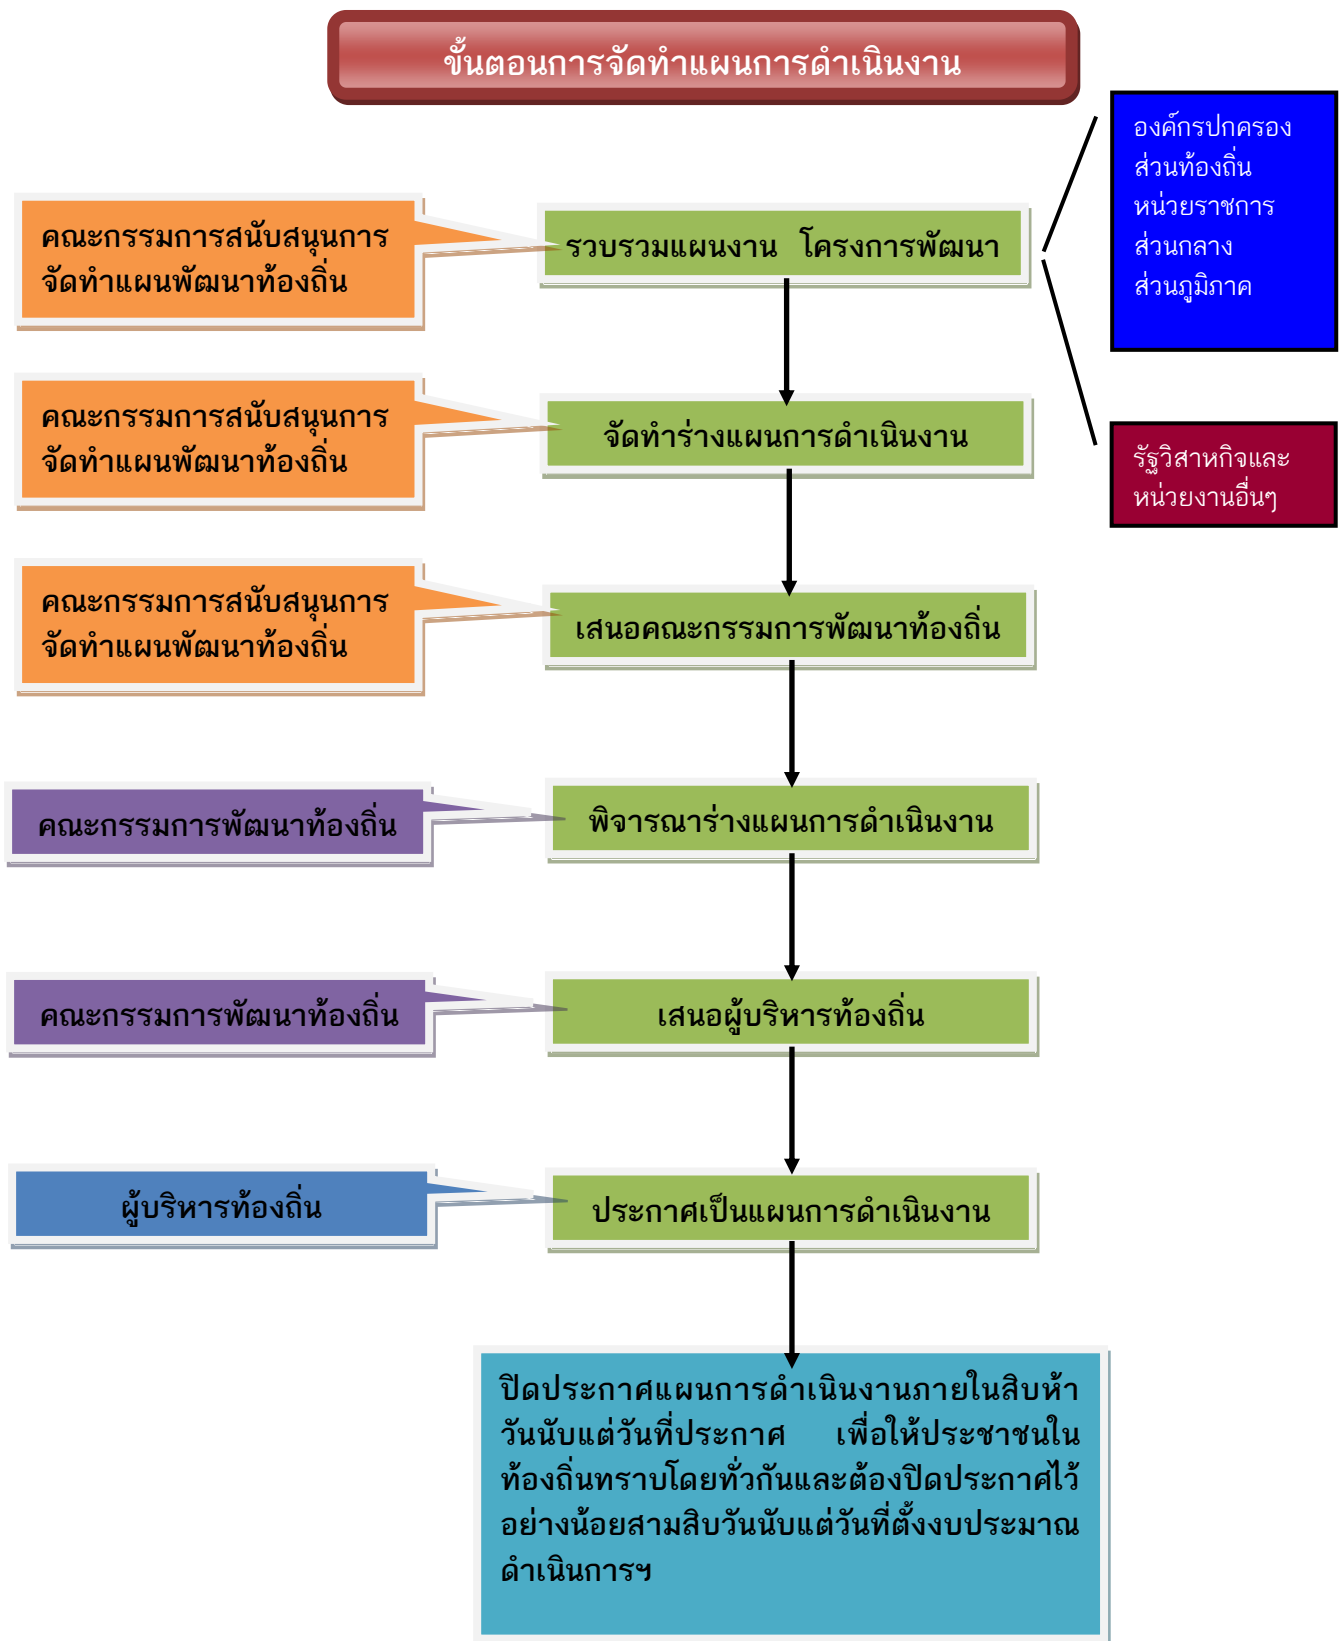 ขั้นตอนการจัดทำแผนการดำเนินงาน
องค์กรปกครอง
ส่วนท้องถิ่น
หน่วยราชการ
ส่วนกลาง
ส่วนภูมิภาค
คณะกรรมการสนับสนุนการ
จัดทำแผนพัฒนาท้องถิ่น
รวบรวมแผนงาน โครงการพัฒนา
คณะกรรมการสนับสนุนการ
จัดทำแผนพัฒนาท้องถิ่น
จัดทำร่างแผนการดำเนินงาน
รัฐวิสาหกิจและ
หน่วยงานอื่นๆ
คณะกรรมการสนับสนุนการ
จัดทำแผนพัฒนาท้องถิ่น
เสนอคณะกรรมการพัฒนาท้องถิ่น
คณะกรรมการพัฒนาท้องถิ่น
พิจารณาร่างแผนการดำเนินงาน
คณะกรรมการพัฒนาท้องถิ่น
เสนอผู้บริหารท้องถิ่น
ผู้บริหารท้องถิ่น
ประกาศเป็นแผนการดำเนินงาน
ปิดประกาศแผนการดำเนินงานภายในสิบห้า
วันนับแต่วันที่ประกาศ เพื่อให้ประชาชนใน
ท้องถิ่นทราบโดยทั่วกันและต้องปิดประกาศไว้
อย่างน้อยสามสิบวันนับแต่วันที่ตั้งงบประมาณ
ดำเนินการฯ